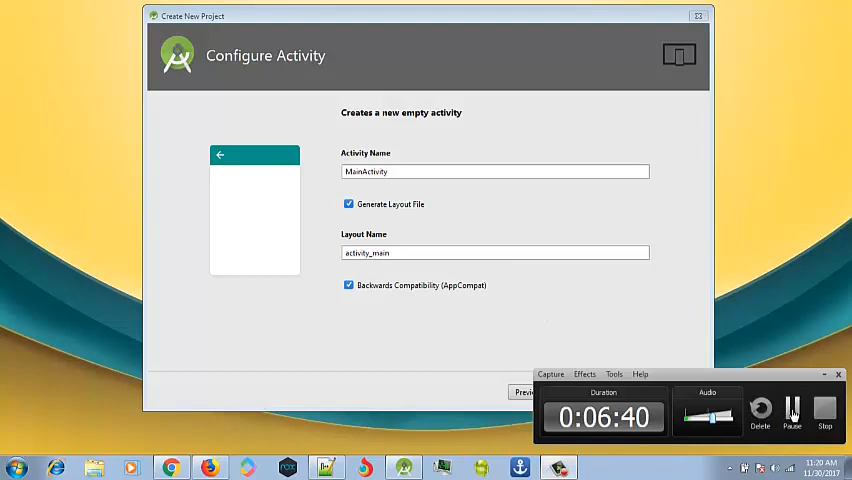 Create New Project
Configure Activity
Creates a new empty activity
Activity Name
MainActivity
Generate Layout File
Layout Name
activity_main
Backwards Compatibility (AppCompat)
Capture Effects Tools Help
Duration
Audio
0:06:40
Delete
Pause
Stop
11:20 AM
11/30/2017